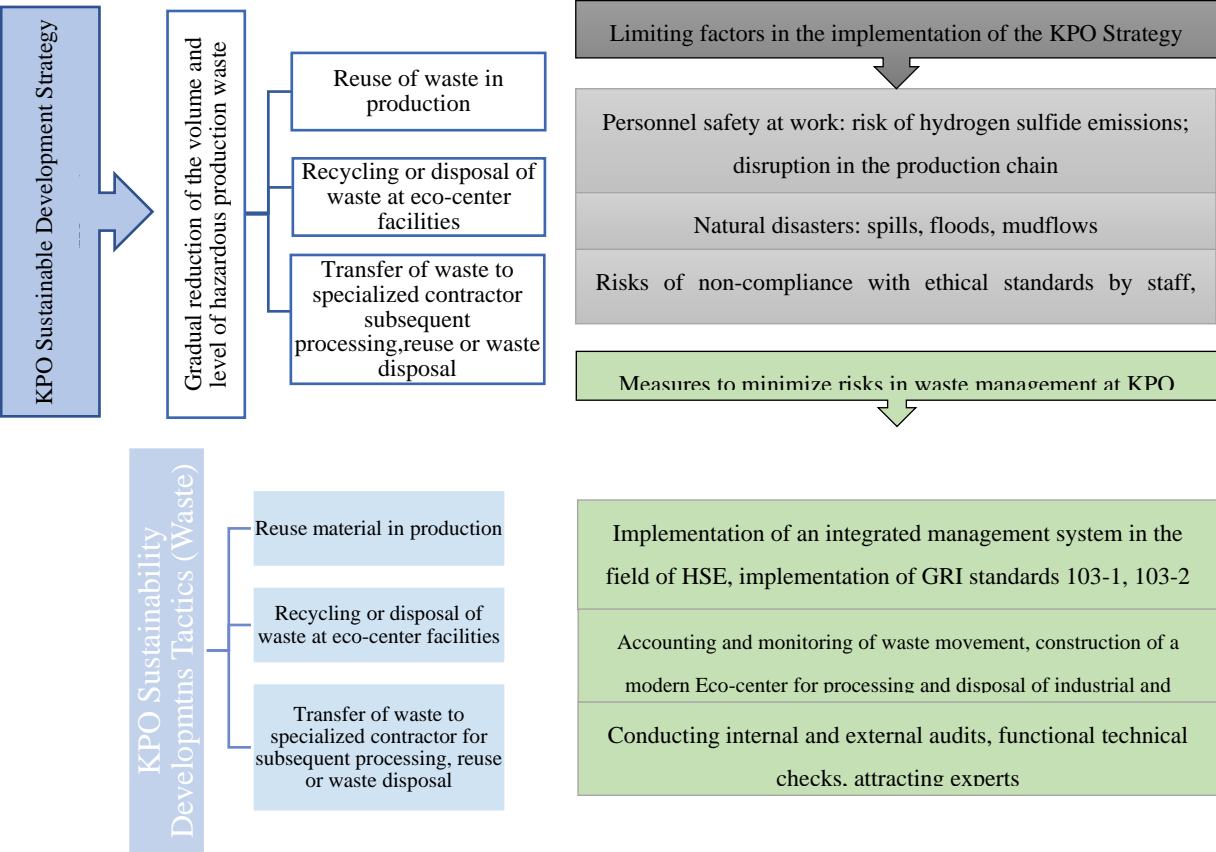 KPO Sustainable Development Strategy
Gradual reduction of the volume and
level of hazardous production waste
Reuse of waste in
production
Recycling or disposal of
waste at eco-center
facilities
Transfer of waste to
specialized contractor
subsequent
processing,reuse or waste
disposal
Limiting factors in the implementation of the KPO Strategy
Personnel safety at work: risk of hydrogen sulfide emissions;
disruption in the production chain
Natural disasters: spills, floods, mudflows
Risks of non-compliance with ethical standards by staff,
Measures to minimize risks in waste management at KPO
KPO Sustainability
Developmtns Tactics (Waste)
Reuse material in production
Recycling or disposal of
waste at eco-center facilities
Transfer of waste to
specialized contractor for
subsequent processing, reuse
or waste disposal
Implementation of an integrated management system in the
field of HSE, implementation of GRI standards 103-1, 103-2
Accounting and monitoring of waste movement, construction of a
modern Eco-center for processing and disposal of industrial and
Conducting internal and external audits, functional technical
checks, attracting experts